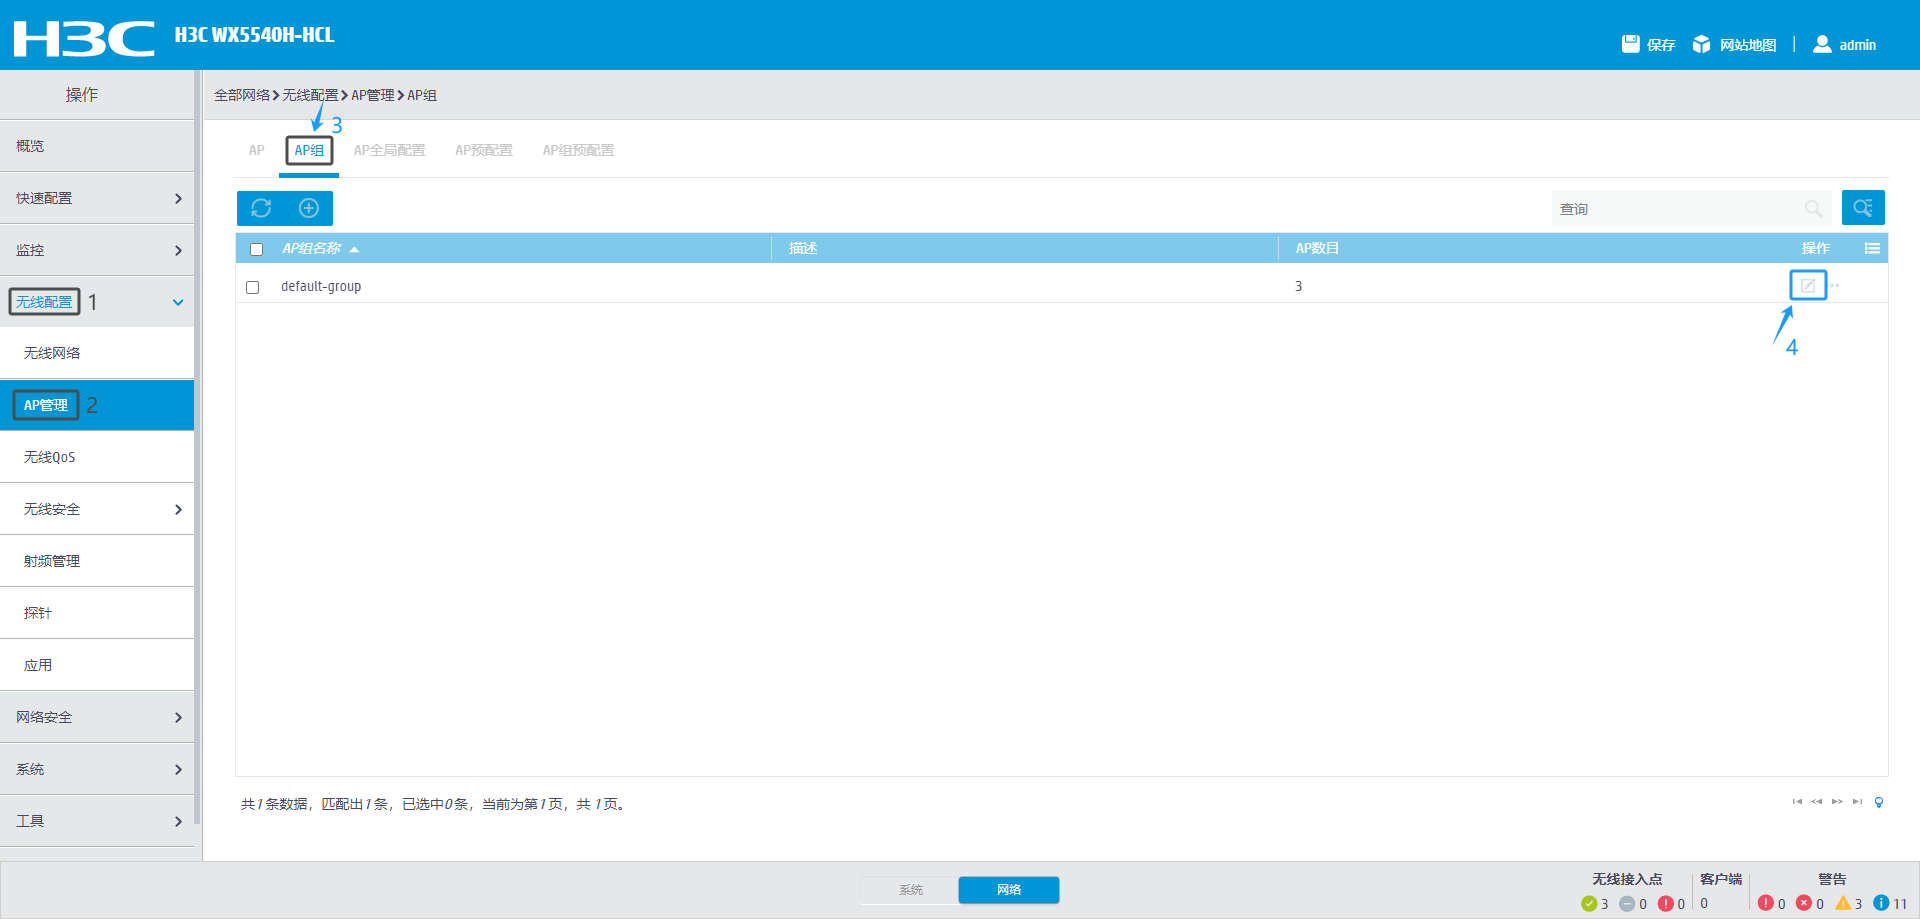 H3C H3C WX5540H-HCL
保存 网站地图 | admin
操作
全部网络 > 无线配置 > AP管理 > AP组
3
AP AP组 AP全局配置 AP预配置 AP组预配置
概览
快速配置
监控
无线配置 1
无线网络
AP管理 2
无线QoS
无线安全
射频管理
探针
应用
网络安全
系统
工具
查询
AP组名称 描述 AP数目 操作
default-group 3
4
共1条数据，匹配出1条，已选中0条，当前为第1页，共 1页。
系统 网络
无线接入点 客户端 警告
3 0 0 0 0 0 3 11